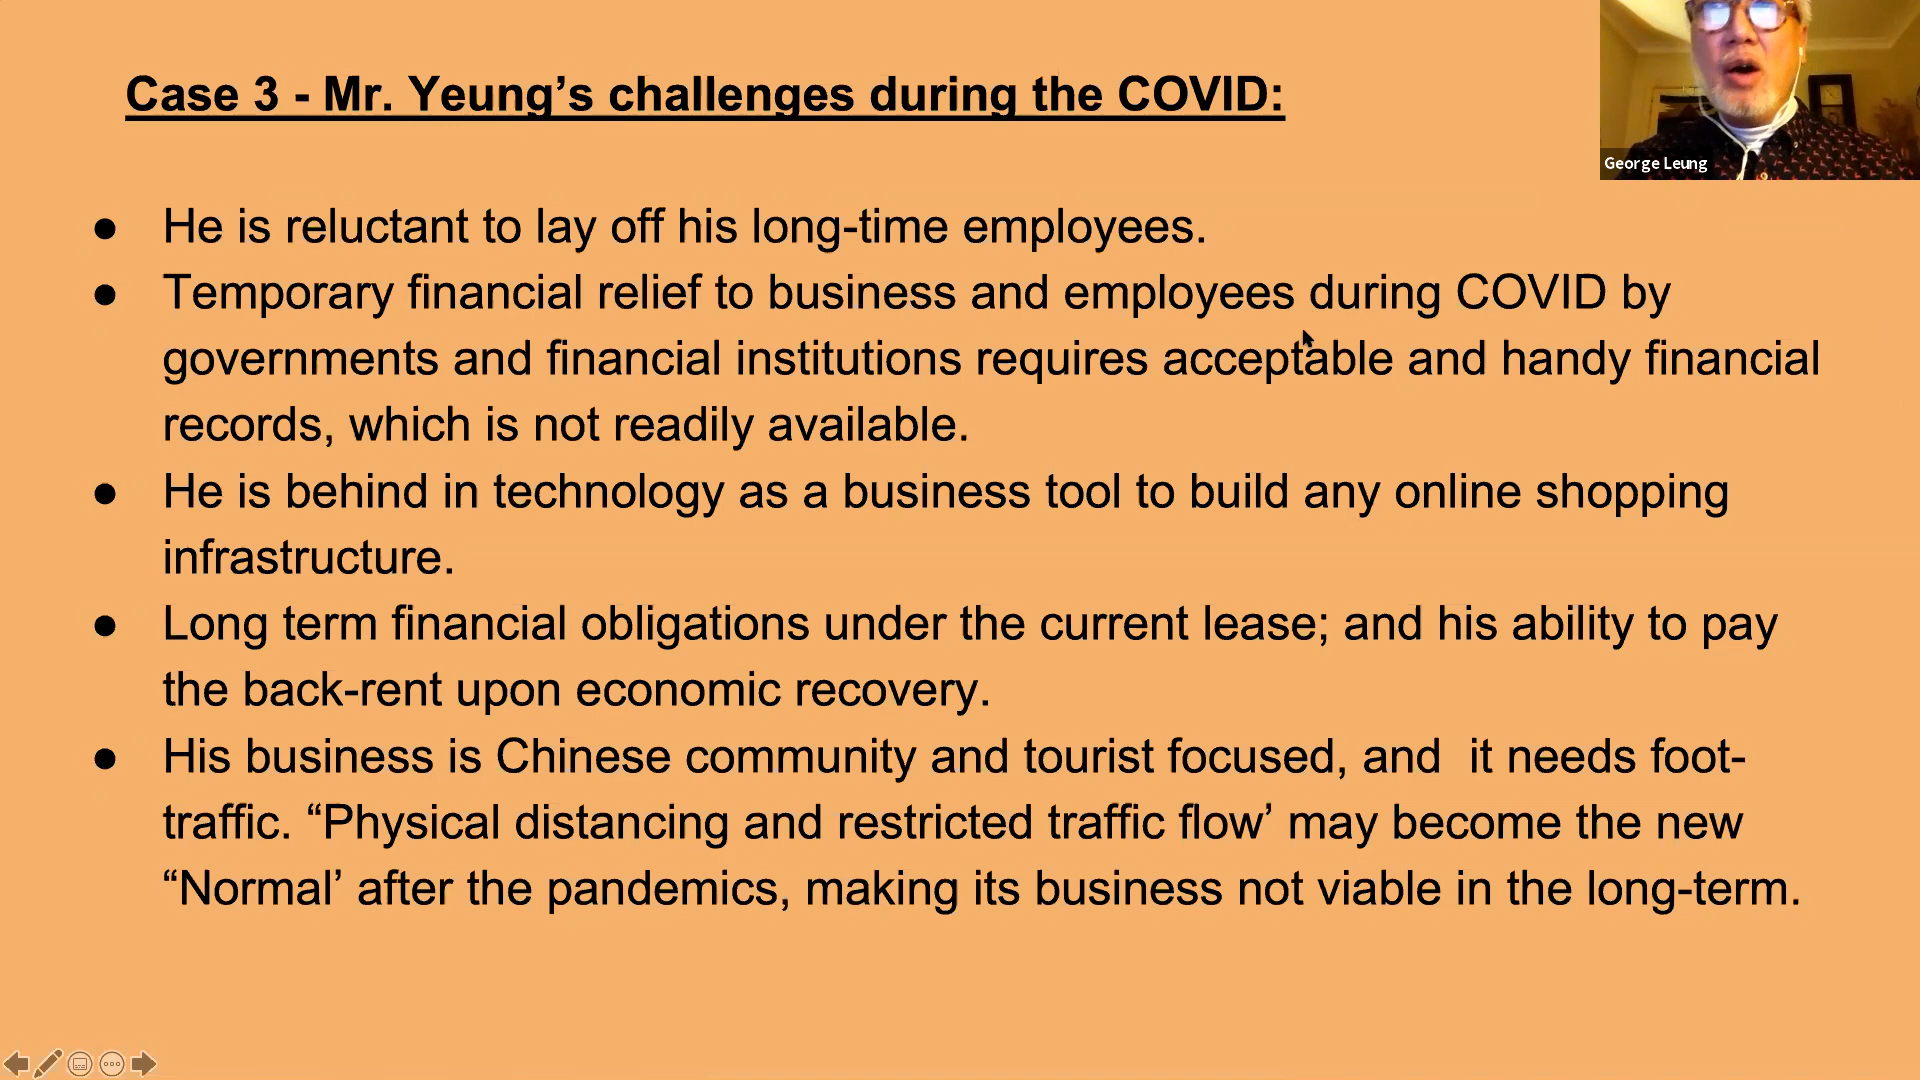 Case 3 - Mr. Yeung’s challenges during the COVID:
George Leung
● He is reluctant to lay off his long-time employees.
● Temporary financial relief to business and employees during COVID by
governments and financial institutions requires acceptable and handy financial
records, which is not readily available.
● He is behind in technology as a business tool to build any online shopping
infrastructure.
● Long term financial obligations under the current lease; and his ability to pay
the back-rent upon economic recovery.
● His business is Chinese community and tourist focused, and  it needs foot-
traffic. “Physical distancing and restricted traffic flow’ may become the new
“Normal’ after the pandemics, making its business not viable in the long-term.